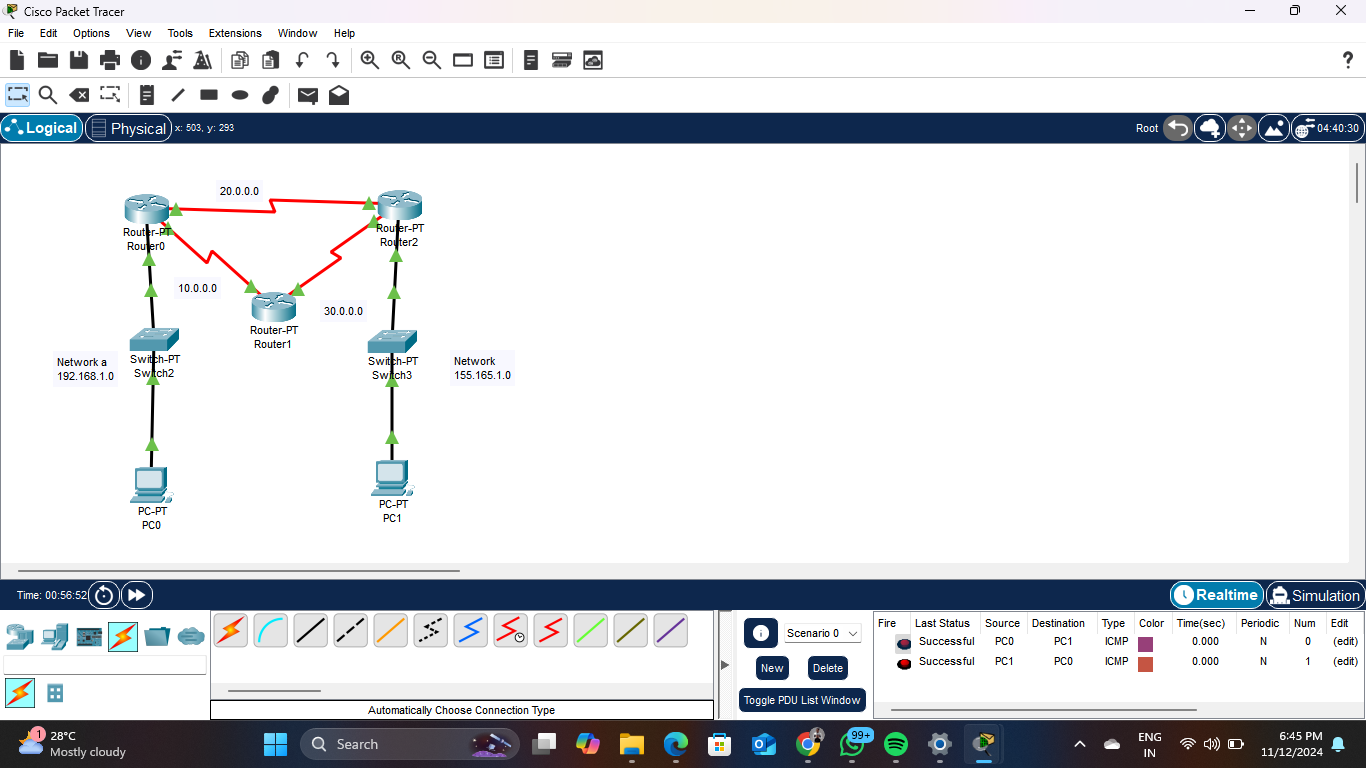 Cisco Packet Tracer
File Edit Options View Tools Extensions Window Help
?
Logical Physical x: 503, y: 293 Root 04:40:30
20.0.0.0
Router-PT
Router0
Router-PT
Router2
10.0.0.0
30.0.0.0
Router-PT
Router1
Network a
192.168.1.0
Switch-PT
Switch2
Switch-PT
Switch3
Network
155.165.1.0
PC-PT
PC0
PC-PT
PC1
Time: 00:56:52 Realtime Simulation
Scenario 0
New Delete
Toggle PDU List Window
Automatically Choose Connection Type
Fire Last Status Source Destination Type Color Time(sec) Periodic Num Edit
Successful PC0 PC1 ICMP 0.000 N 0 (edit)
Successful PC1 PC0 ICMP 0.000 N 1 (edit)
1
28°C
Mostly cloudy
Search
99+
ENG
IN
6:45 PM
11/12/2024